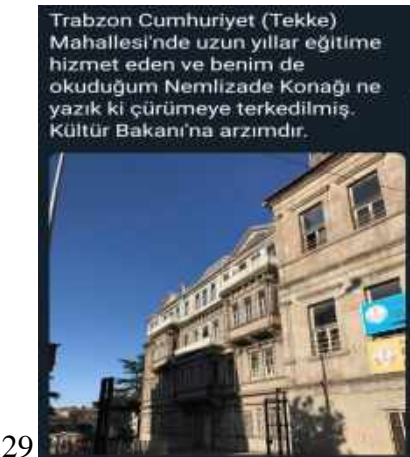 Trabzon Cumhuriyet (Tekke)
Mahallesi'nde uzun yıllar eğitime
hizmet eden ve benim de
okuduğum Nemlizade Konağı ne
yazık ki çürümeye terkedilmiş.
Kültür Bakanı'na arzımdır.
29